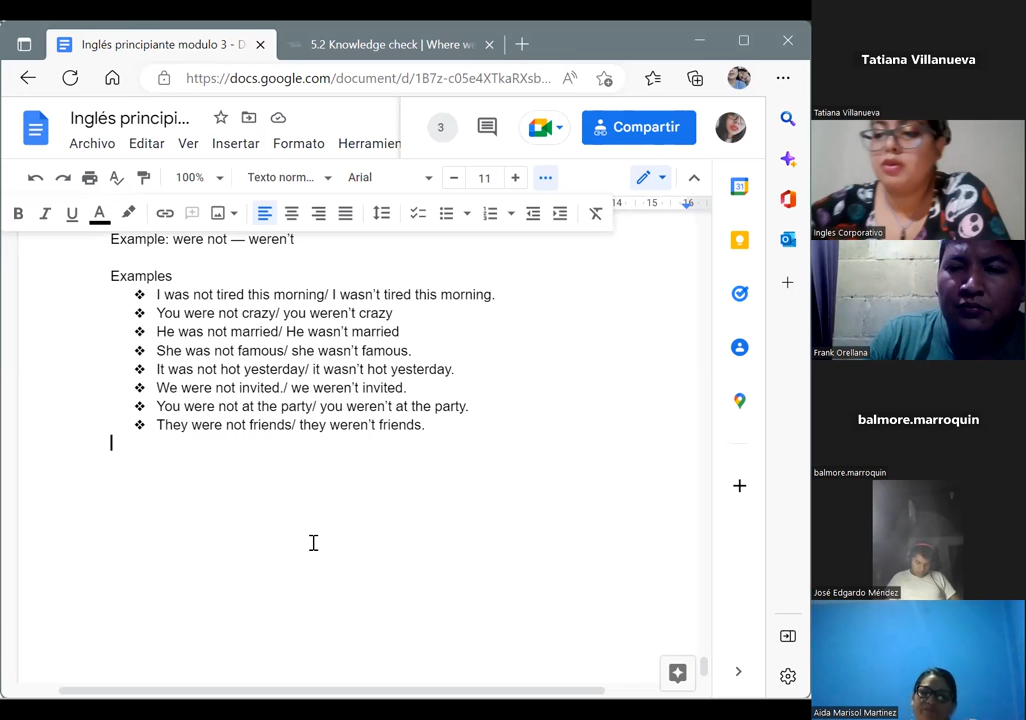 Inglés principiante modulo 3 - D
5.2 Knowledge check | Where we
https://docs.google.com/document/d/1B7z-c05e4XTkaRXsb...
Inglés principi...
3
Compartir
Archivo Editar Ver Insertar Formato Herramien
100% Texto norm... Arial 11
14 15 16
Example: were not — weren't
Examples
❖ I was not tired this morning/ I wasn't tired this morning.
❖ You were not crazy/ you weren't crazy
❖ He was not married/ He wasn't married
❖ She was not famous/ she wasn't famous.
❖ It was not hot yesterday/ it wasn't hot yesterday.
❖ We were not invited./ we weren't invited.
❖ You were not at the party/ you weren't at the party.
❖ They were not friends/ they weren't friends.
Tatiana Villanueva
Tatiana Villanueva
Ingles Corporativo
Frank Orellana
balmore.marroquin
balmore.marroquin
José Edgardo Méndez
Aida Marisol Martinez